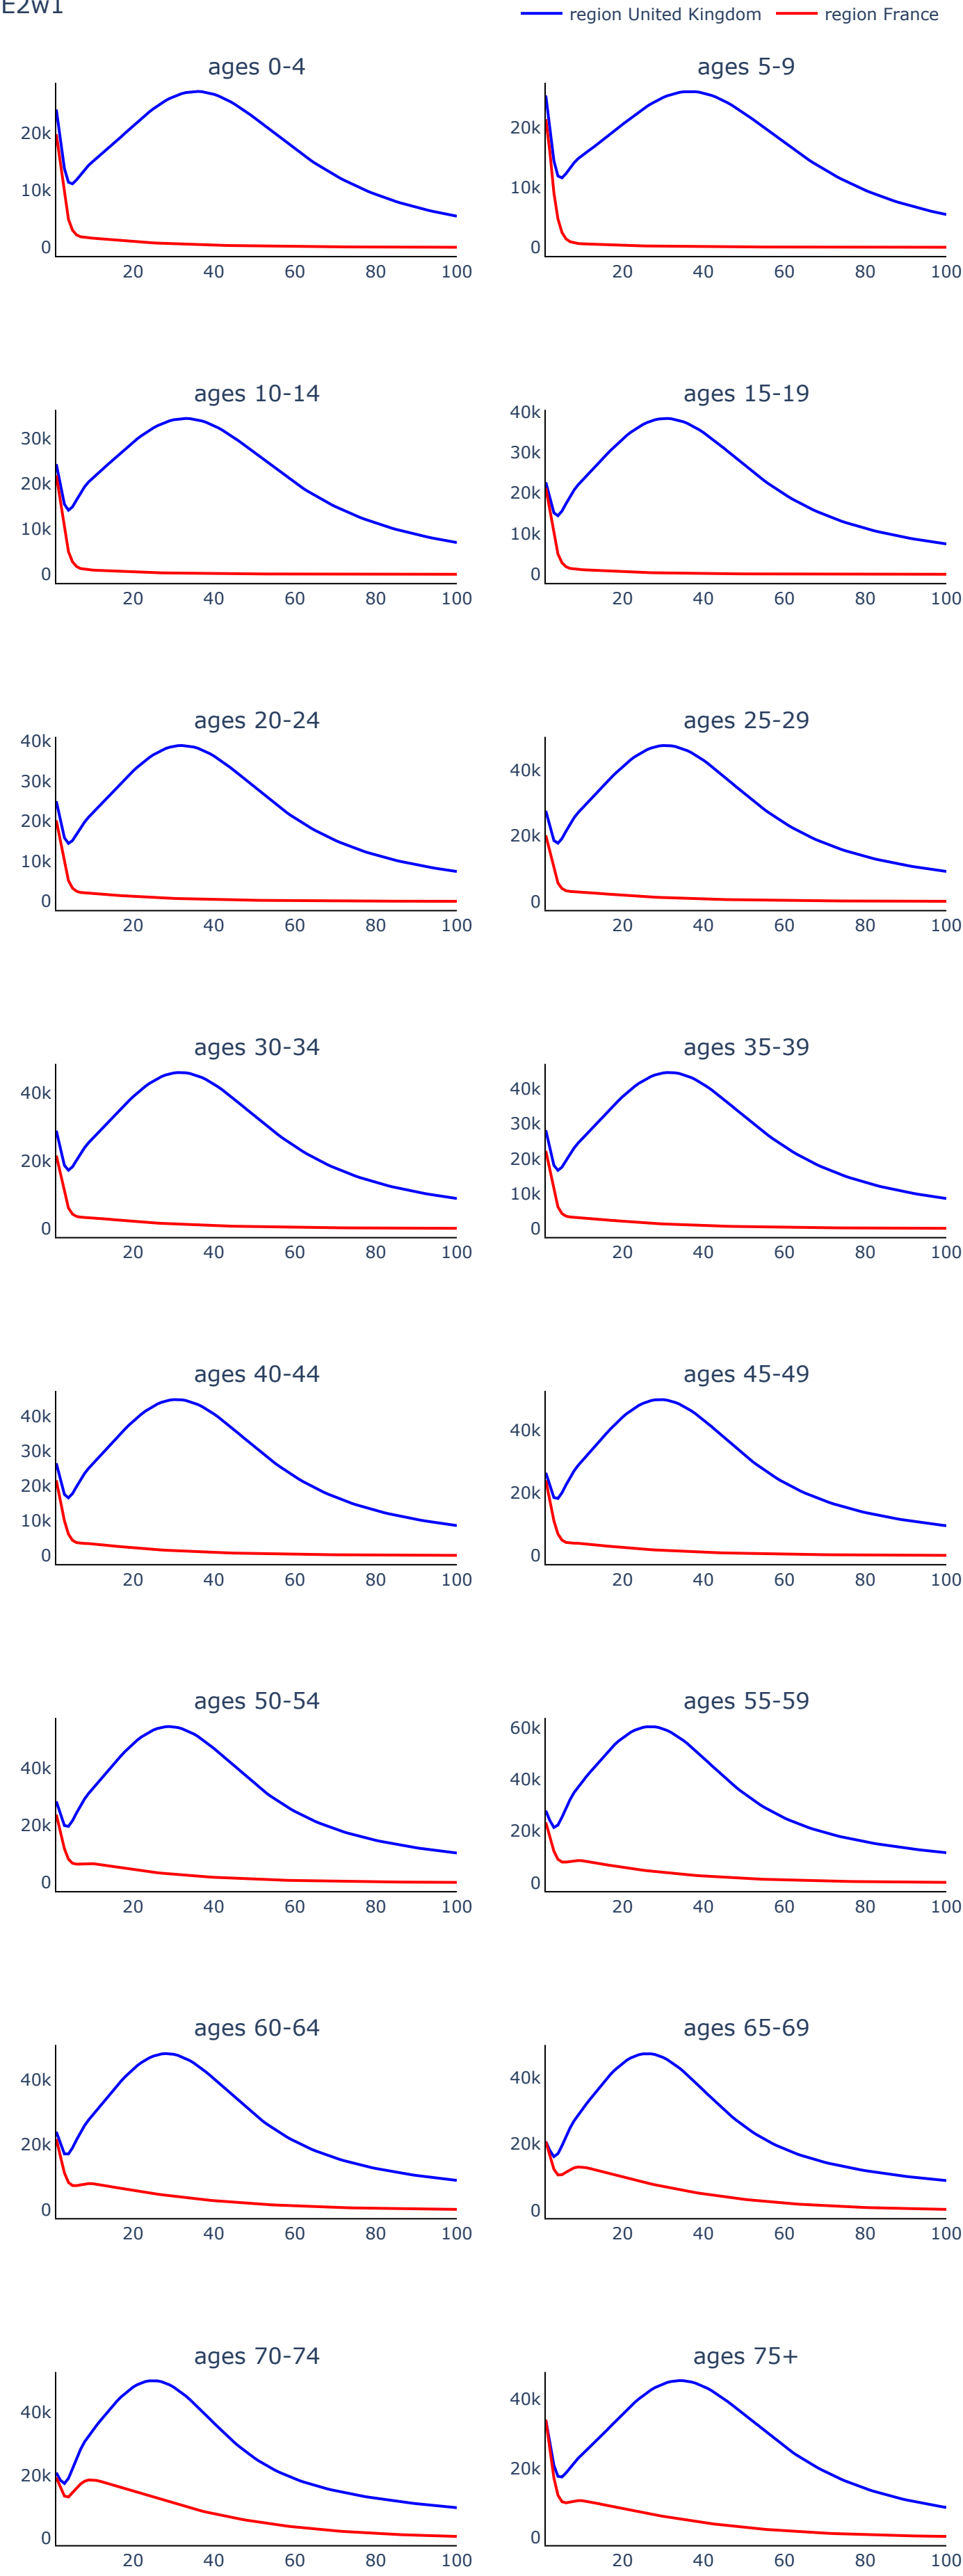 E2w1
region United Kingdom region France
ages 0-4 ages 5-9
20k 20k
10k 10k
0 0
20 40 60 80 100 20 40 60 80 100
ages 10-14 ages 15-19
40k
30k 30k
20k 20k
10k 10k
0 0
20 40 60 80 100 20 40 60 80 100
ages 20-24 ages 25-29
40k 40k
30k
20k 20k
10k
0 0
20 40 60 80 100 20 40 60 80 100
ages 30-34 ages 35-39
40k 40k
30k
20k 20k
10k
0 0
20 40 60 80 100 20 40 60 80 100
ages 40-44 ages 45-49
40k 40k
30k
20k 20k
10k
0 0
20 40 60 80 100 20 40 60 80 100
ages 50-54 ages 55-59
60k
40k 40k
20k 20k
0 0
20 40 60 80 100 20 40 60 80 100
ages 60-64 ages 65-69
40k 40k
20k 20k
0 0
20 40 60 80 100 20 40 60 80 100
ages 70-74 ages 75+
40k 40k
20k 20k
0 0
20 40 60 80 100 20 40 60 80 100